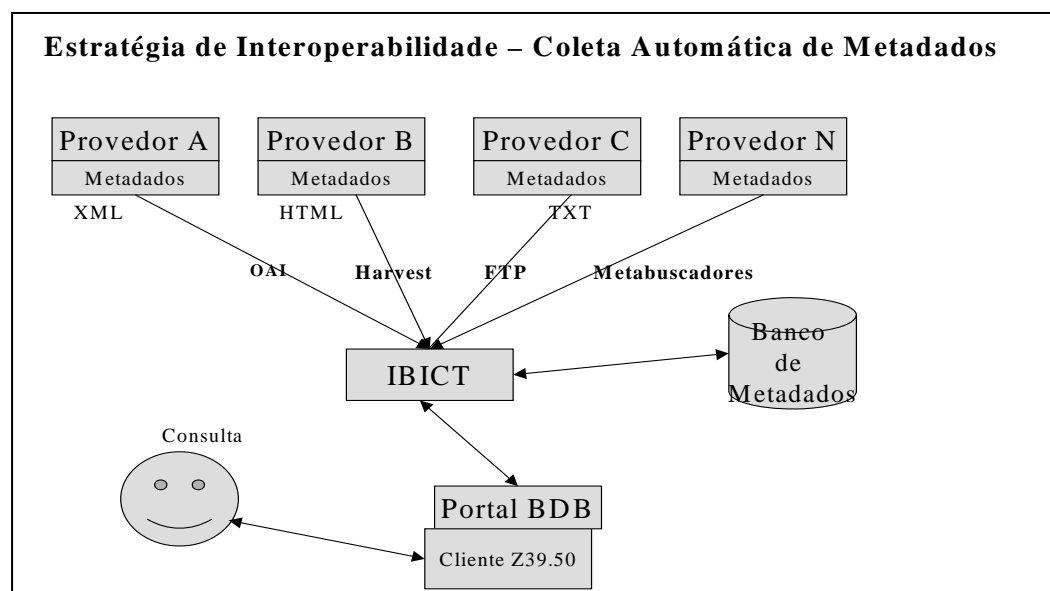 Estratégia de Interoperabilidade – Coleta Automática de Metadados
Provedor A
Metadados
XML
Provedor B
Metadados
HTML
Provedor C
Metadados
TXT
Provedor N
Metadados
OAI
Harvest
FTP
Metabuscadores
IBICT
Banco
de
Metadados
Consulta
Portal BDB
Cliente Z39.50